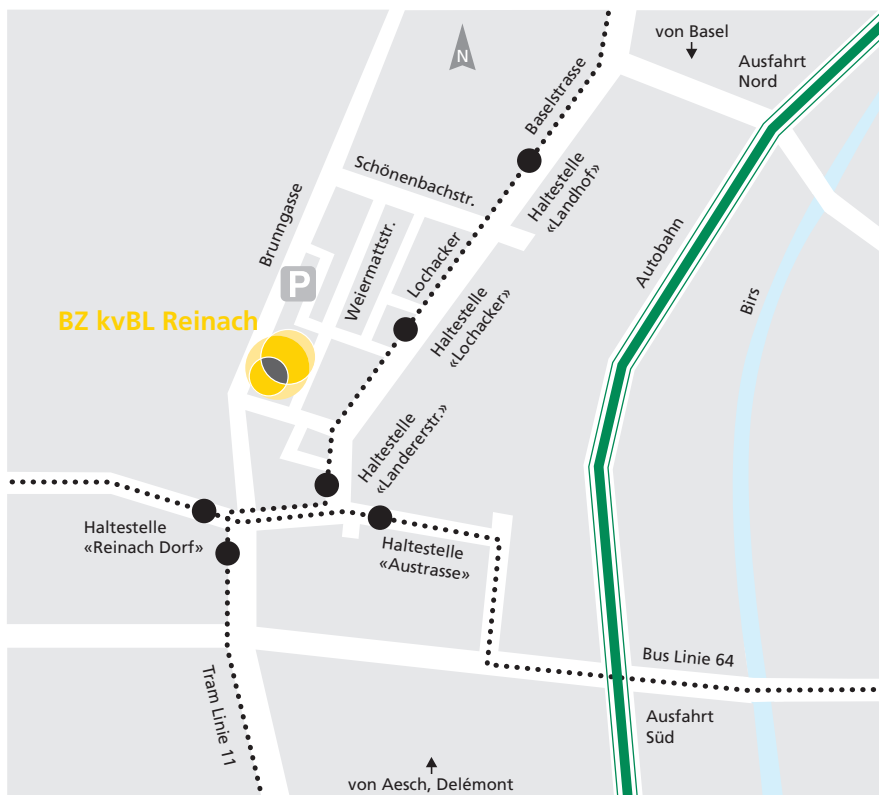 von Basel
Ausfahrt
Nord
N
Baselstrasse
Schönenbachstr.
Haltestelle
«Landhof»
Brunngasse
Weiermattstr.
Lochacker
Autobahn
P
Birs
BZ kvBL Reinach
Haltestelle
«Lochacker»
Haltestelle
«Landererstr.»
Haltestelle
«Reinach Dorf»
Haltestelle
«Austrasse»
Bus Linie 64
Tram Linie 11
Ausfahrt
Süd
von Aesch, Delémont